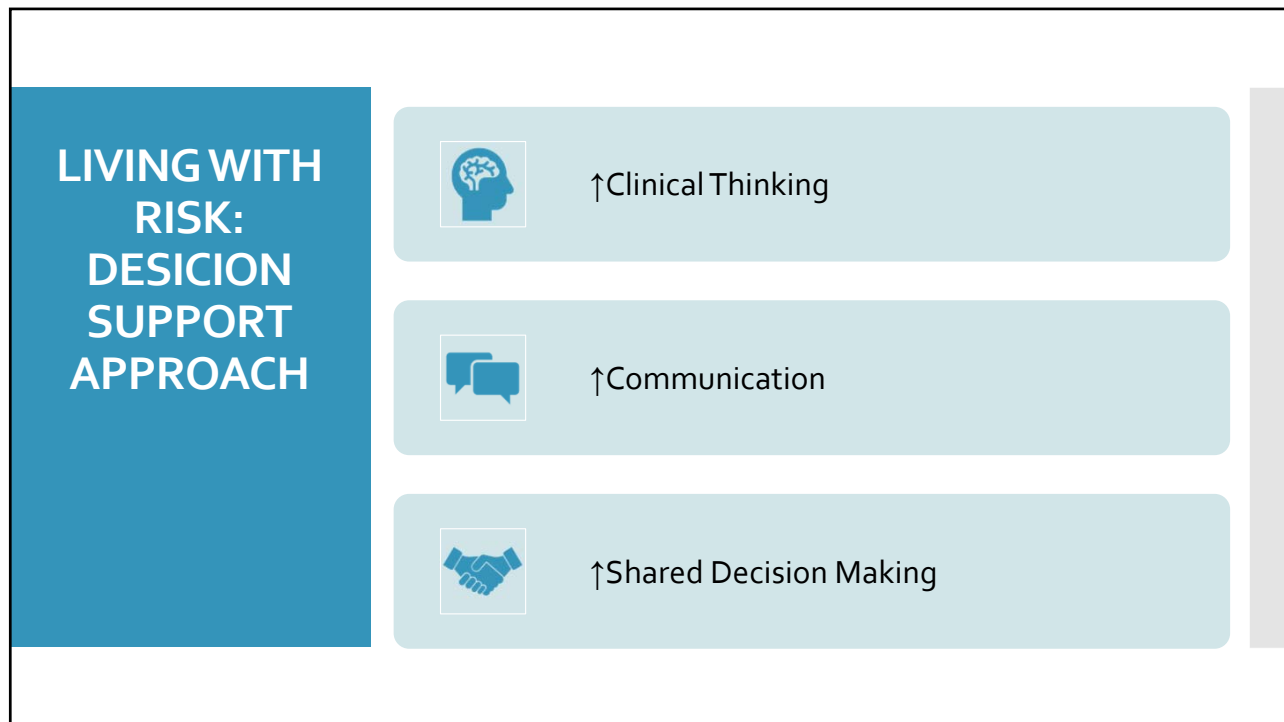 LIVING WITH
RISK:
DESICION
SUPPORT
APPROACH
↑Clinical Thinking
↑Communication
↑Shared Decision Making